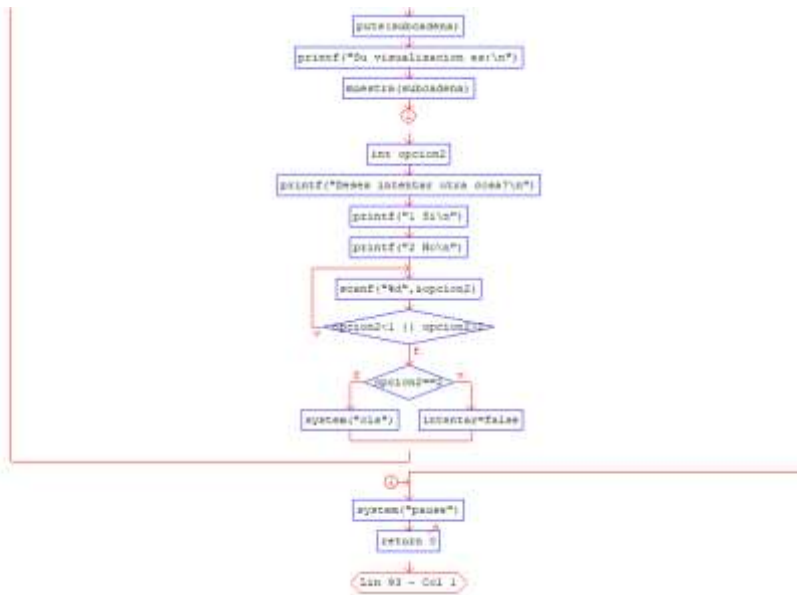 puts(subcadena)
printf("Su visualizacion es:\n")
muestra(subcadena)
int opcion2
printf("Desea intentar otra cosa?\n")
printf("1 Si\n")
printf("2 No\n")
scanf("%d",&opcion2)
opcion2<1 || opcion2>2
f
opcion2==2
f
v
system("cls")
intentar=false
system("pause")
return 0
Lin 93 - Col 1